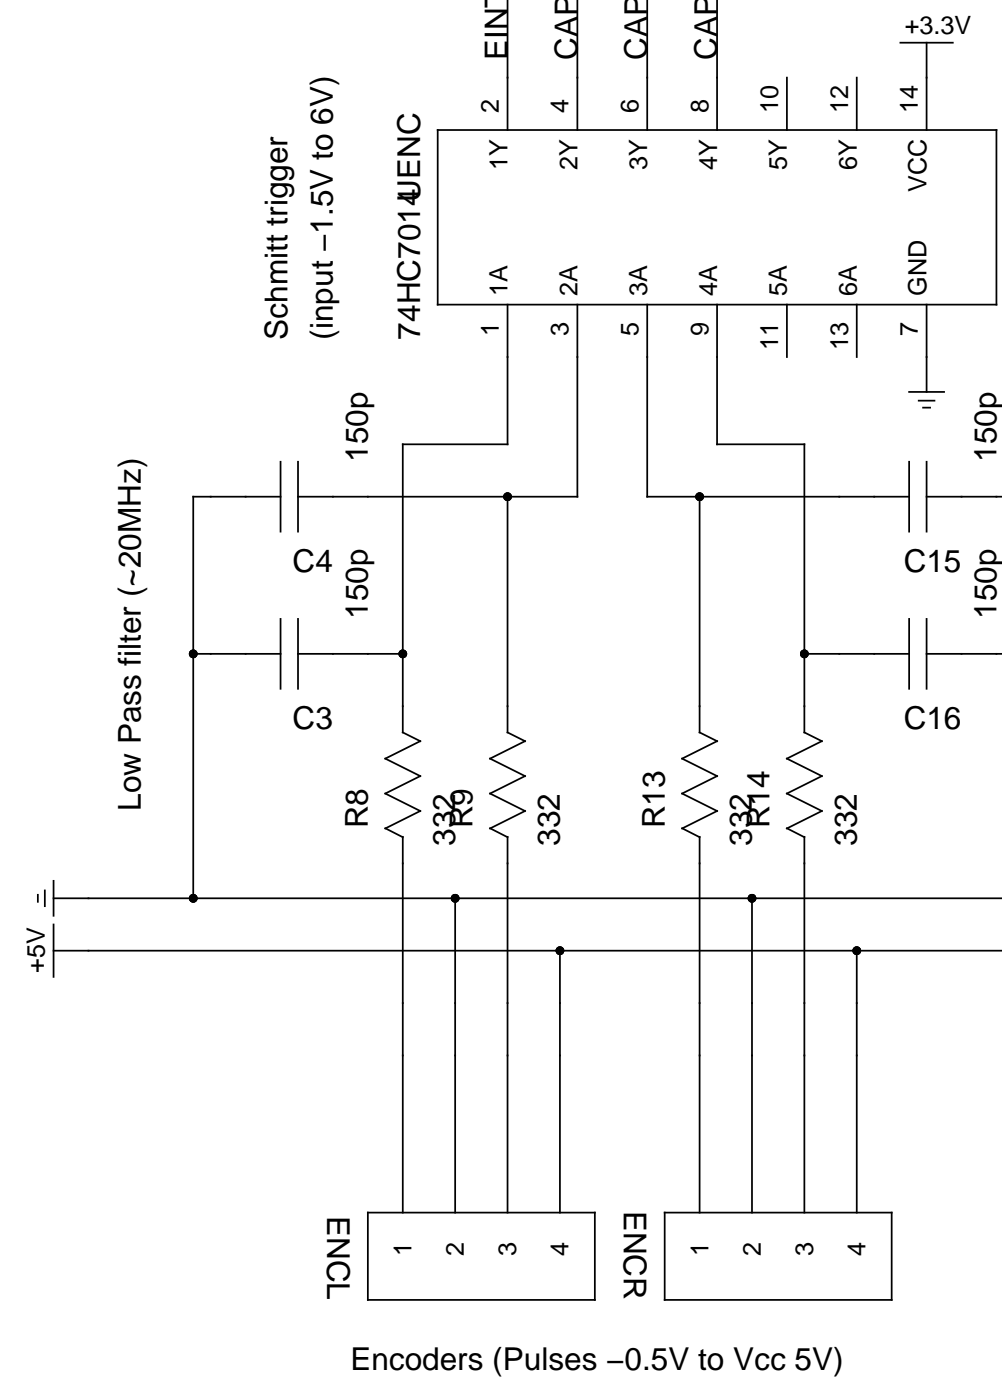 EINT
CAP
CAP
CAP
+3.3V
2
4
6
8
10
12
14
Schmitt trigger
(input −1.5V to 6V)
74HC7014
UENC
1Y
2Y
3Y
4Y
5Y
6Y
VCC
1A
2A
3A
4A
5A
6A
GND
1
3
5
9
11
13
7
Low Pass filter (~20MHz)
150p
C4
150p
C3
150p
C15
150p
C16
R8
332
R9
332
R13
332
R14
332
+5V
ENCL
1
2
3
4
ENCR
1
2
3
4
Encoders (Pulses −0.5V to Vcc 5V)